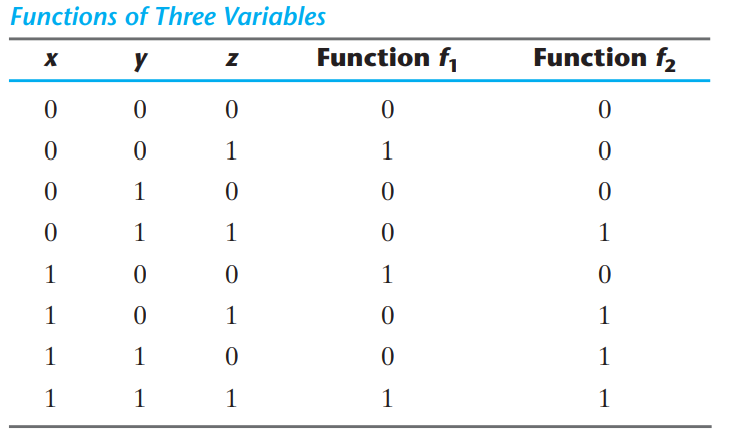 Functions of Three Variables
x y z Function f₁ Function f₂
0 0 0 0 0
0 0 1 1 0
0 1 0 0 0
0 1 1 0 1
1 0 0 1 0
1 0 1 0 1
1 1 0 0 1
1 1 1 1 1